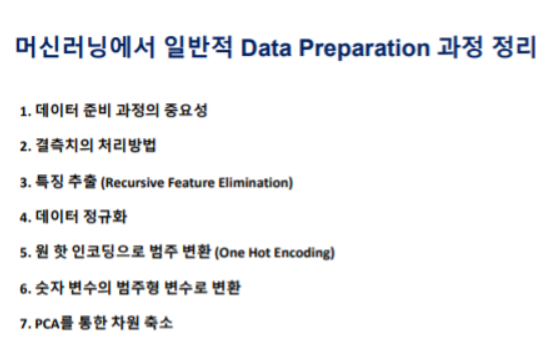 머신러닝에서 일반적 Data Preparation 과정 정리
1. 데이터 준비 과정의 중요성
2. 결측치의 처리방법
3. 특징 추출 (Recursive Feature Elimination)
4. 데이터 정규화
5. 원 핫 인코딩으로 범주 변환 (One Hot Encoding)
6. 숫자 변수의 범주형 변수로 변환
7. PCA를 통한 차원 축소